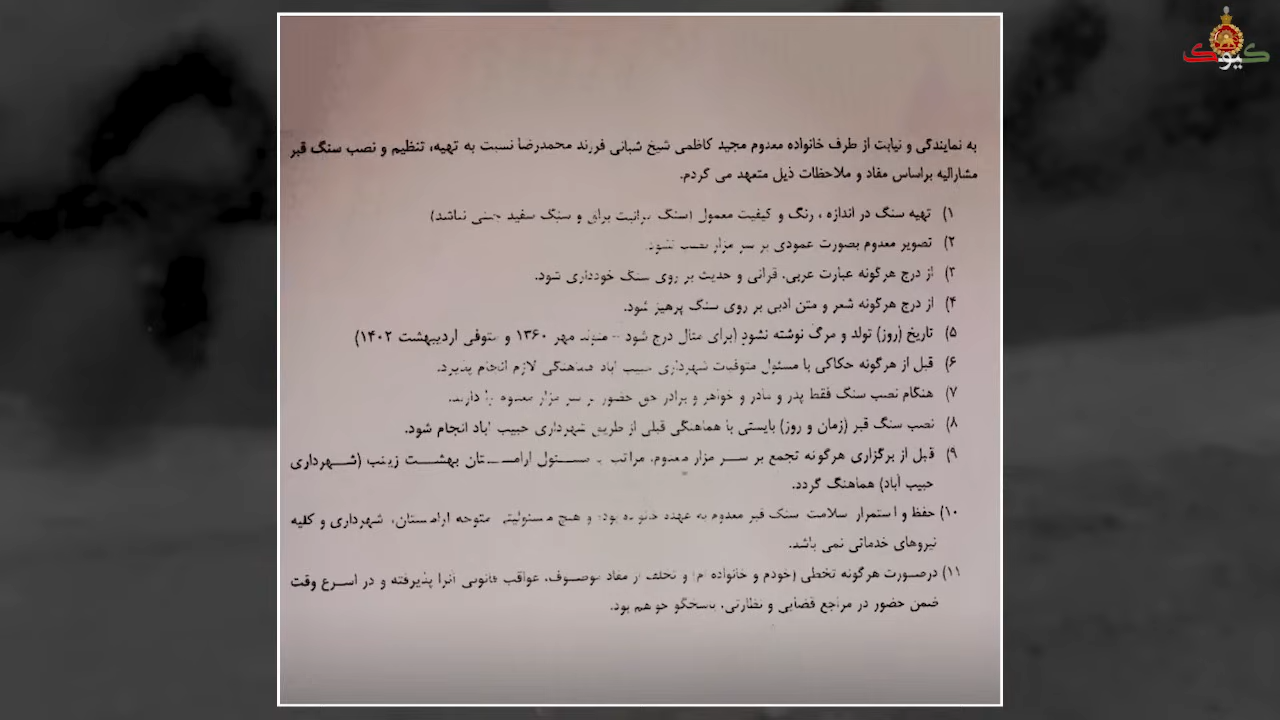 کیوک
به نمایندگی و نیابت از طرف خانواده معدوم مجید کاظمی شیخ شبانی فرزند محمدرضا نسبت به تهیه، تنظیم و نصب سنگ قبر
مشارالیه براساس مفاد و ملاحظات ذیل متعهد می گردم.
۱) تهیه سنگ در اندازه ، رنگ و کیفیت معمول (سنگ گرانیت براق و سنگ سفید چینی نباشد)
۲) تصویر معدوم بصورت عمودی بر سر مزار نصب نشود.
۳) از درج هرگونه عبارت عربی، قرانی و حدیث بر روی سنگ خودداری شود.
۴) از درج هرگونه شعر و متن ادبی بر روی سنگ پرهیز شود.
۵) تاریخ (روز) تولد و مرگ نوشته نشود (برای مثال درج شود – متولد مهر ۱۳۶۰ و متوفی اردیبهشت ۱۴۰۲)
۶) قبل از هرگونه حکاکی با مسئول متوفیات شهرداری حبیب اباد هماهنگی لازم انجام پذیرد.
۷) هنگام نصب سنگ فقط پدر و مادر و خواهر و برادر حق حضور بر سر مزار معدوم را دارند.
۸) نصب سنگ قبر (زمان و روز) بایستی با هماهنگی قبلی از طریق شهرداری حبیب اباد انجام شود.
۹) قبل از برگزاری هرگونه تجمع بر سر مزار معدوم، مراتب با مسئول ارامستان بهشت زینب (شهرداری
حبیب آباد) هماهنگ گردد.
۱۰) حفظ و استمرار سلامت سنگ قبر معدوم به عهده خانواده بوده و هیچ مسئولیتی متوجه ارامستان، شهرداری و کلیه
نیروهای خدماتی نمی باشد.
۱۱) درصورت هرگونه تخطی (خودم و خانواده ام) و تخلف از مفاد موصوف، عواقب قانونی آنرا پذیرفته و در اسرع وقت
ضمن حضور در مراجع قضایی و نظارتی، پاسخگو خواهم بود.